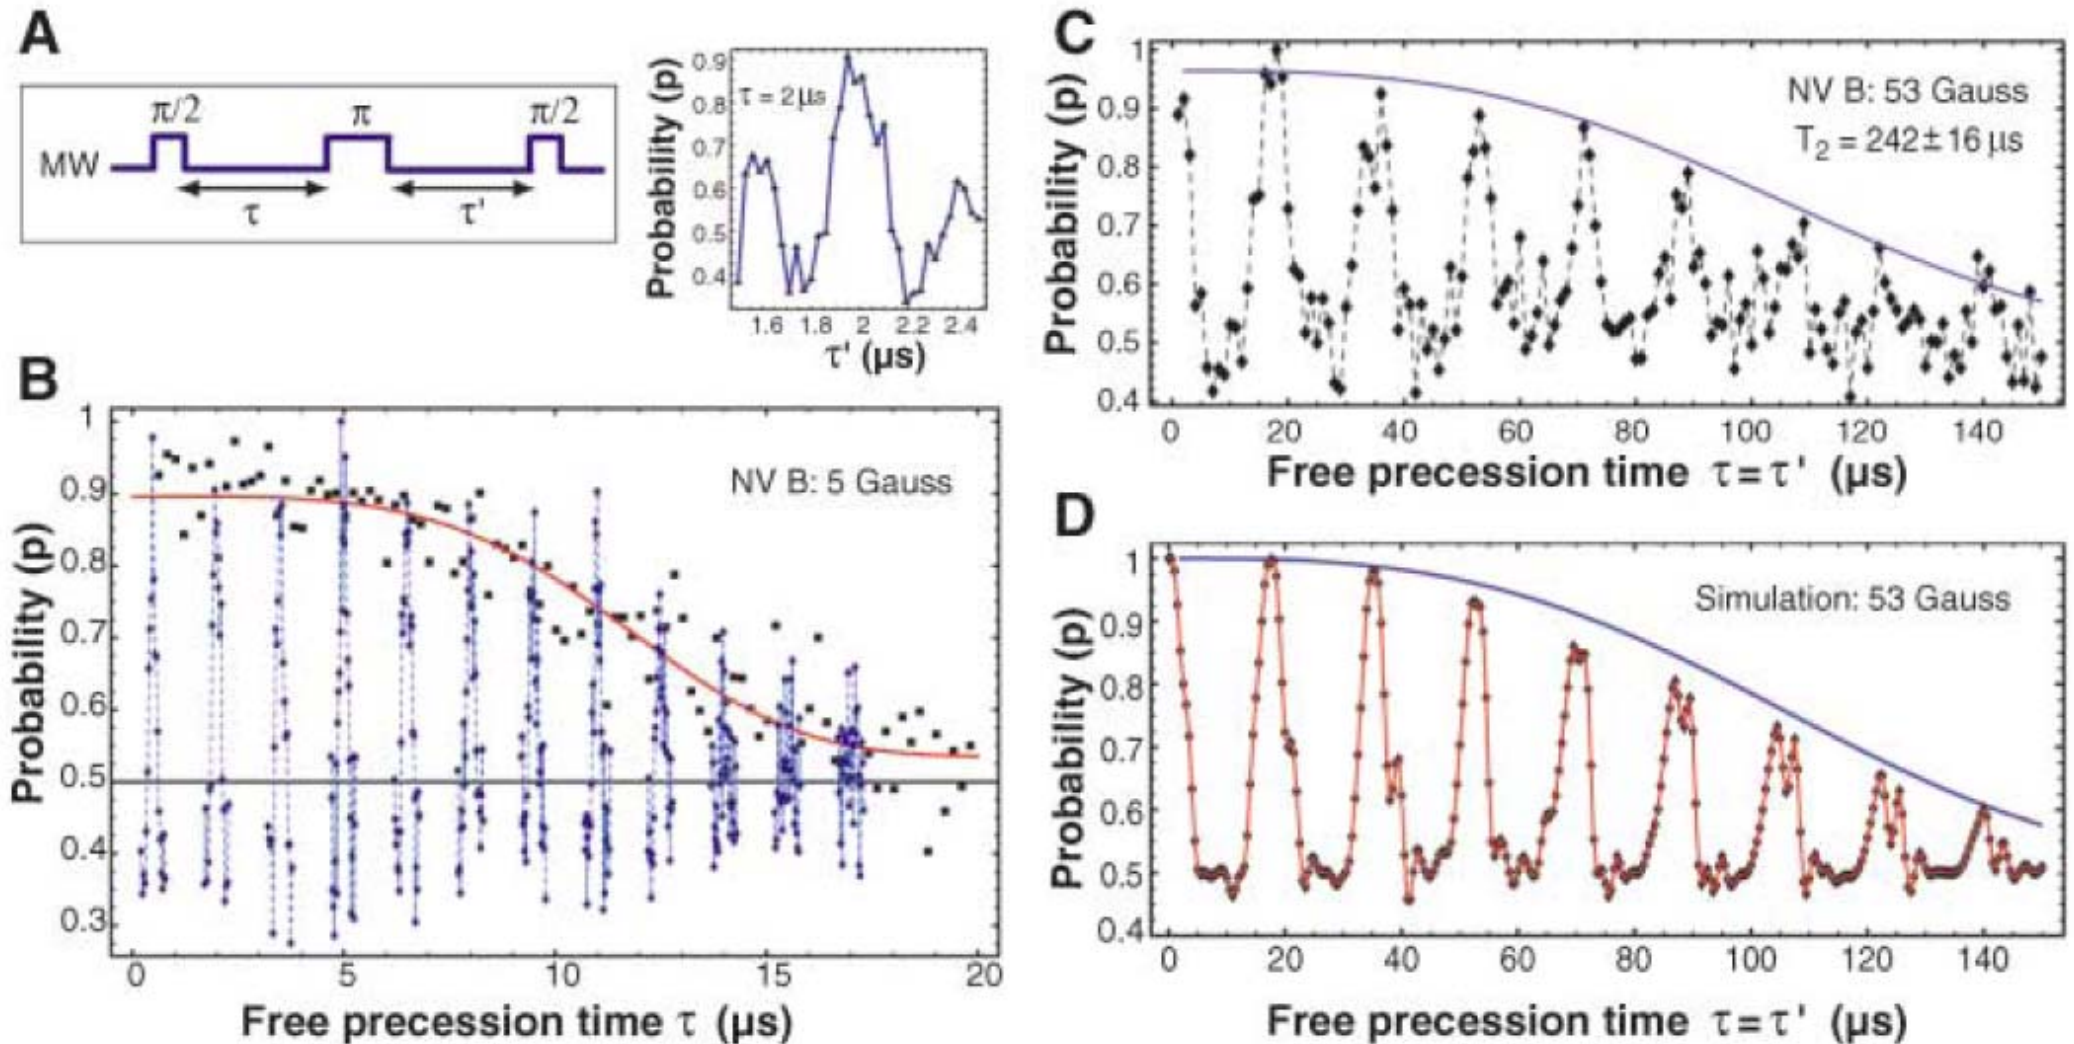 A
π/2
π
π/2
MW
τ
τ'
Probability (p)
0.9
0.8
0.7
0.6
0.5
0.4
τ = 2 μs
1.6 1.8 2 2.2 2.4
τ' (μs)
B
Probability (p)
1
0.9
0.8
0.7
0.6
0.5
0.4
0.3
NV B: 5 Gauss
0 5 10 15 20
Free precession time τ (μs)
C
Probability (p)
1
0.9
0.8
0.7
0.6
0.5
0.4
NV B: 53 Gauss
T2 = 242±16 μs
0 20 40 60 80 100 120 140
Free precession time τ=τ' (μs)
D
Probability (p)
1
0.9
0.8
0.7
0.6
0.5
0.4
Simulation: 53 Gauss
0 20 40 60 80 100 120 140
Free precession time τ=τ' (μs)